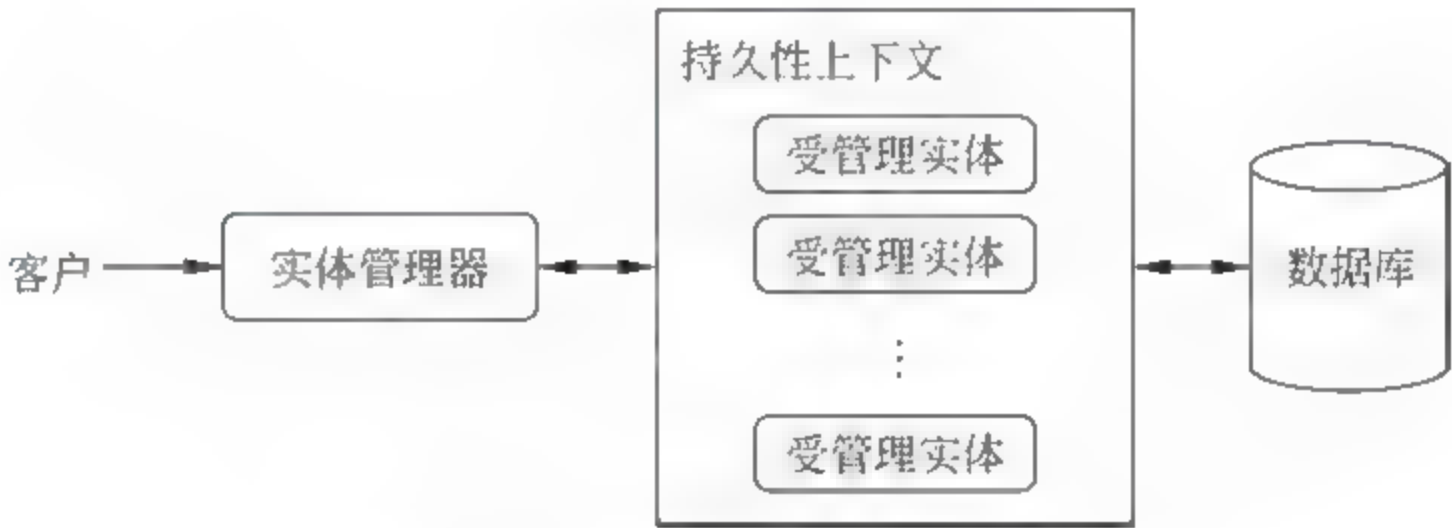 持久性上下文
受管理实体
客户
实体管理器
受管理实体
数据库
⋮
受管理实体